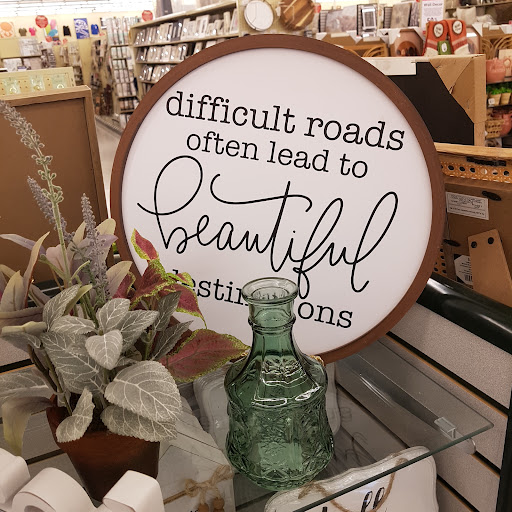 difficult roads
often lead to
beautiful
destinations